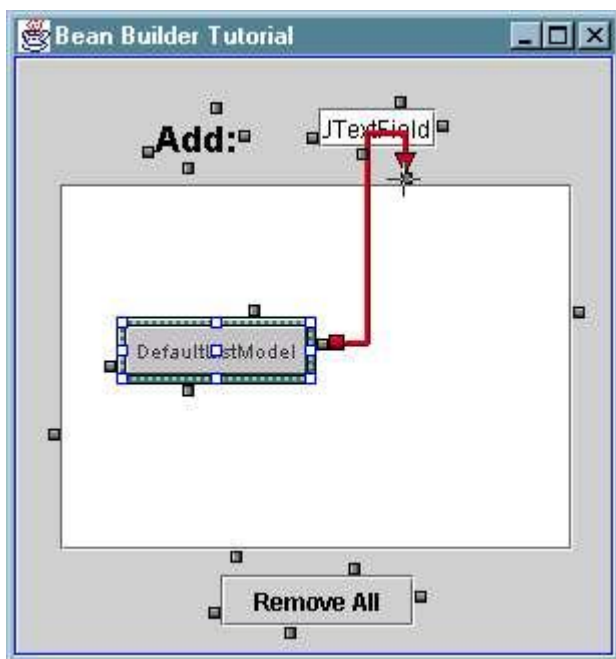 Bean Builder Tutorial
Add:
JTextField
DefaultListModel
Remove All